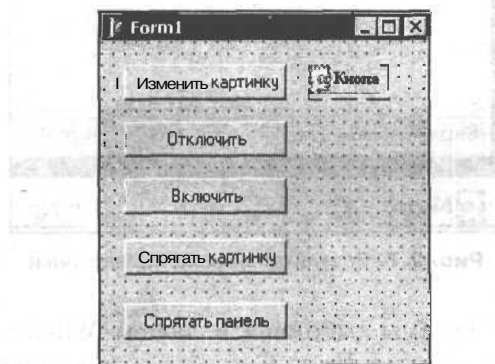 Form1
Изменить картинку
Кнопка
Отключить
Включить
Спрягать картинку
Спрятать панель